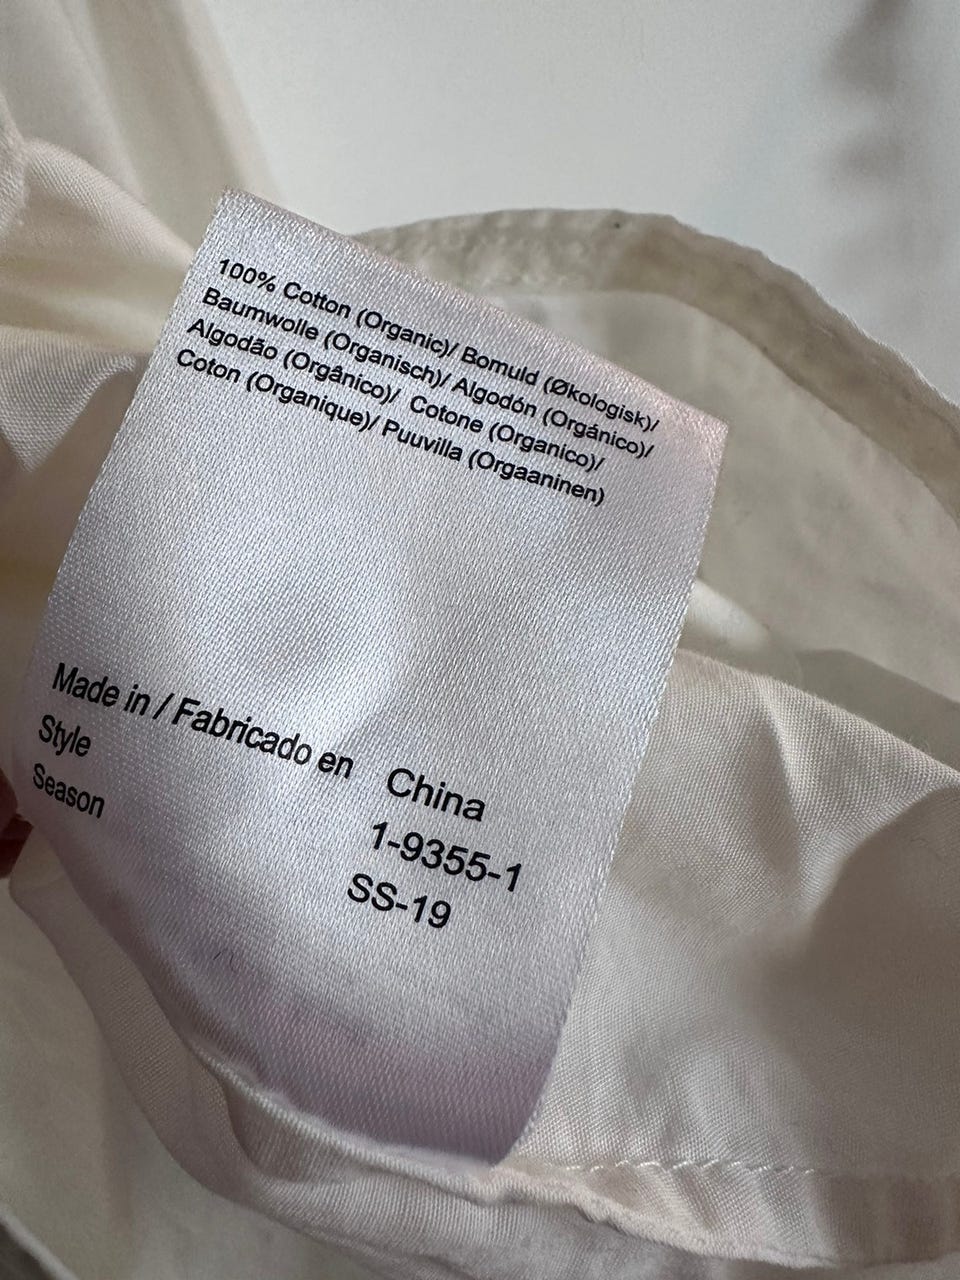 100% Cotton (Organic)/ Bomuld (Økologisk)/
Baumwolle (Organisch)/ Algodón (Orgánico)/
Algodão (Orgânico)/ Cotone (Organico)/
Coton (Organique)/ Puuvilla (Orgaaninen)
Made in / Fabricado en China
Style 1-9355-1
Season SS-19